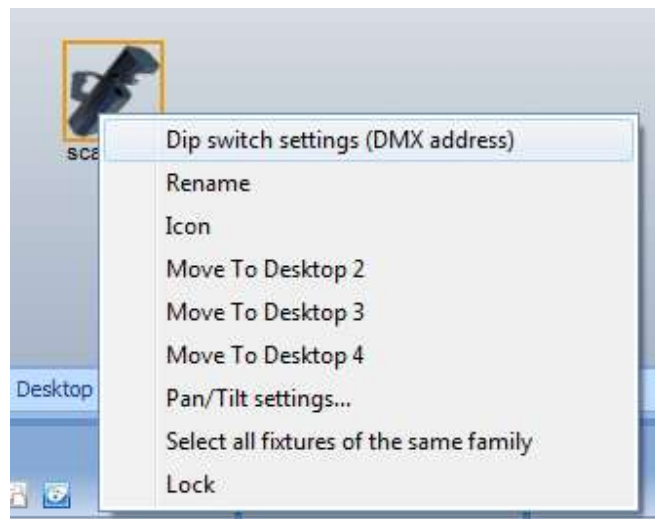 sca
Dip switch settings (DMX address)
Rename
Icon
Move To Desktop 2
Move To Desktop 3
Move To Desktop 4
Desktop
Pan/Tilt settings...
Select all fixtures of the same family
Lock